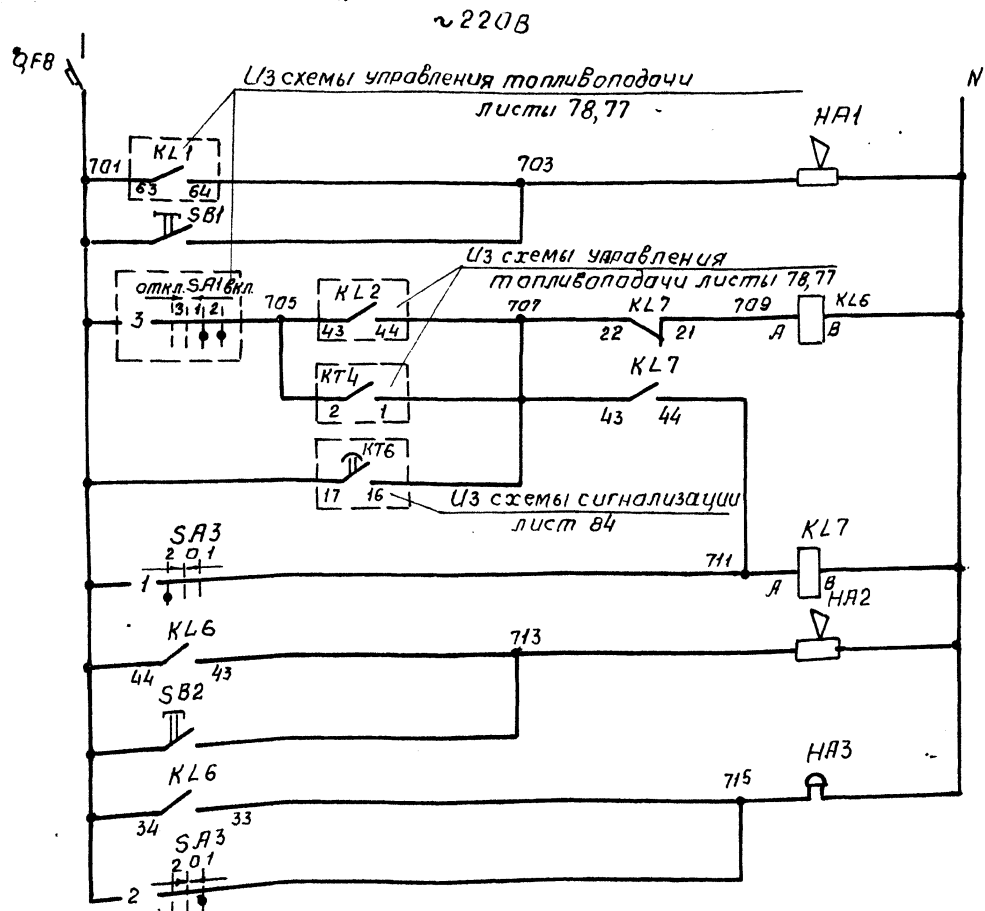 ~220В
QF8
Из схемы управления топливоподачи
листы 78,77
N
НА1
701
KL1
63 64
703
SB1
Из схемы управления
топливоподачи листы 78,77
откл. SA1 вкл.
3 1 2
3
705
KL2
43 44
707
KL7
22 21
709
А В
KL6
KT4
2 1
KL7
43 44
KT6
17 16
Из схемы сигнализации
лист 84
SA3
2 0 1
1
711
KL7
А В
НА2
KL6
44 43
713
SB2
KL6
34 33
715
НА3
SA3
2 0 1
2